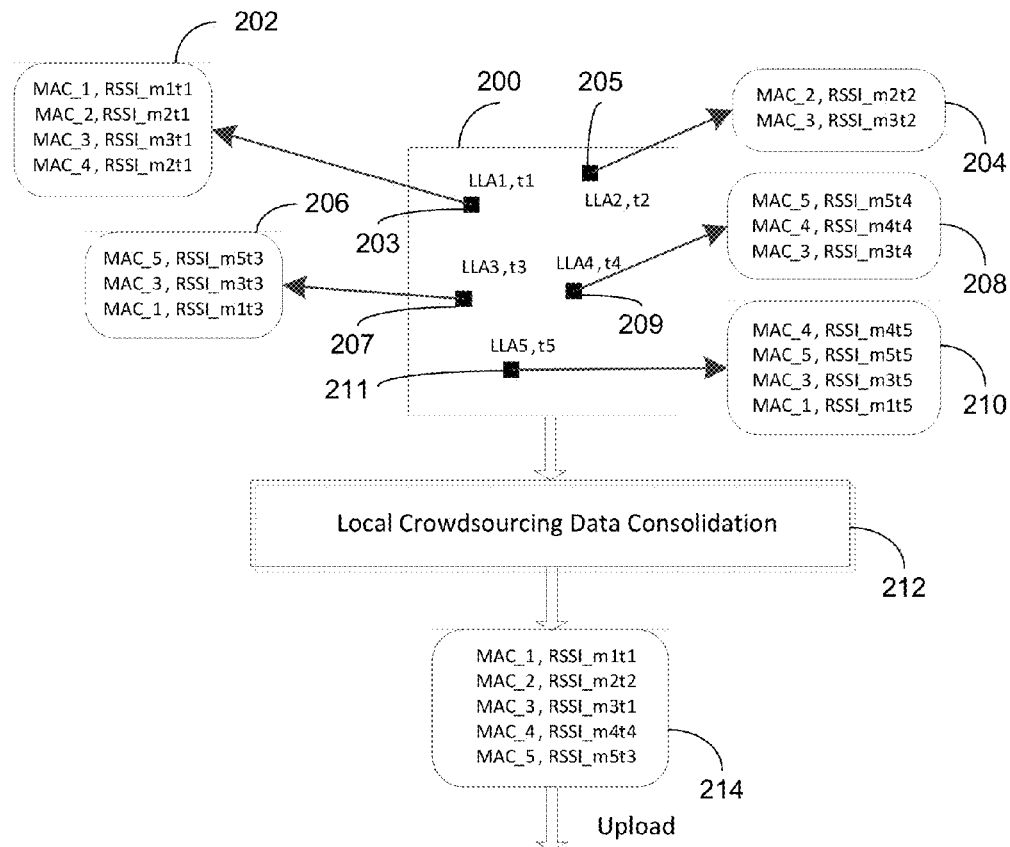 202
MAC_1, RSSI_m1t1
MAC_2, RSSI_m2t1
MAC_3, RSSI_m3t1
MAC_4, RSSI_m2t1
200
205
MAC_2, RSSI_m2t2
MAC_3, RSSI_m3t2
204
LLA1, t1
LLA2, t2
203
206
MAC_5, RSSI_m5t3
MAC_3, RSSI_m3t3
MAC_1, RSSI_m1t3
MAC_5, RSSI_m5t4
MAC_4, RSSI_m4t4
MAC_3, RSSI_m3t4
208
LLA3, t3
LLA4, t4
207
209
LLA5, t5
211
MAC_4, RSSI_m4t5
MAC_5, RSSI_m5t5
MAC_3, RSSI_m3t5
MAC_1, RSSI_m1t5
210
Local Crowdsourcing Data Consolidation
212
MAC_1, RSSI_m1t1
MAC_2, RSSI_m2t2
MAC_3, RSSI_m3t1
MAC_4, RSSI_m4t4
MAC_5, RSSI_m5t3
214
Upload